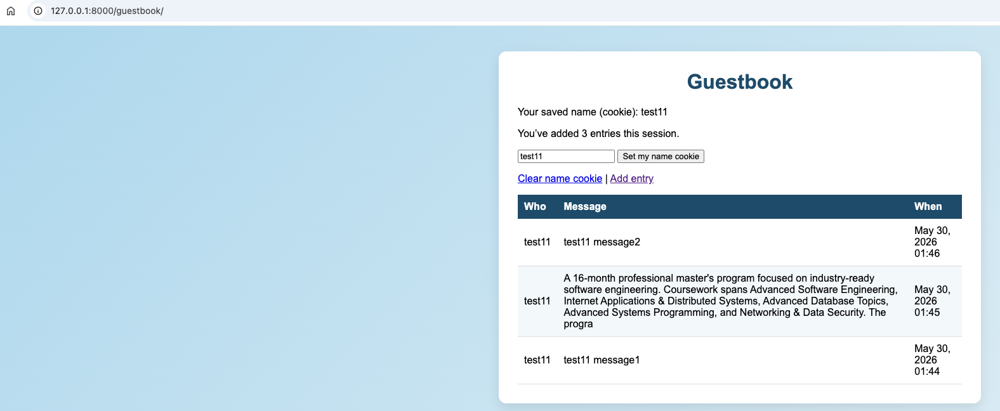 127.0.0.1:8000/guestbook/
Guestbook
Your saved name (cookie): test11
You’ve added 3 entries this session.
test11 Set my name cookie
Clear name cookie | Add entry
Who Message When
test11 test11 message2 May 30,
2026
01:46
test11 A 16-month professional master's program focused on industry-ready
software engineering. Coursework spans Advanced Software Engineering,
Internet Applications & Distributed Systems, Advanced Database Topics,
Advanced Systems Programming, and Networking & Data Security. The
progra
May 30,
2026
01:45
test11 test11 message1 May 30,
2026
01:44